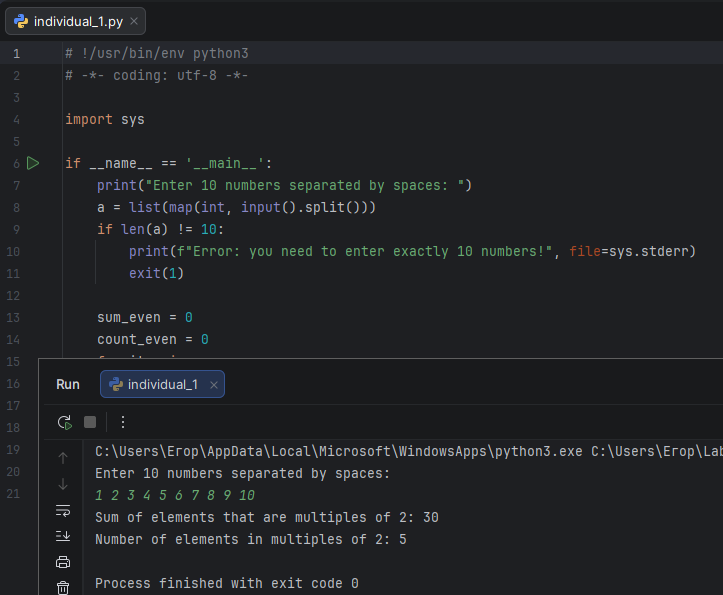 individual_1.py
1 # !/usr/bin/env python3
2 # -*- coding: utf-8 -*-
3
4 import sys
5
6 if __name__ == '__main__':
7 print("Enter 10 numbers separated by spaces: ")
8 a = list(map(int, input().split()))
9 if len(a) != 10:
10 print(f"Error: you need to enter exactly 10 numbers!", file=sys.stderr)
11 exit(1)
12
13 sum_even = 0
14 count_even = 0
15
16
17
18
19
20
21
Run individual_1
C:\Users\Erop\AppData\Local\Microsoft\WindowsApps\python3.exe C:\Users\Erop\Lab
Enter 10 numbers separated by spaces:
1 2 3 4 5 6 7 8 9 10
Sum of elements that are multiples of 2: 30
Number of elements in multiples of 2: 5
Process finished with exit code 0